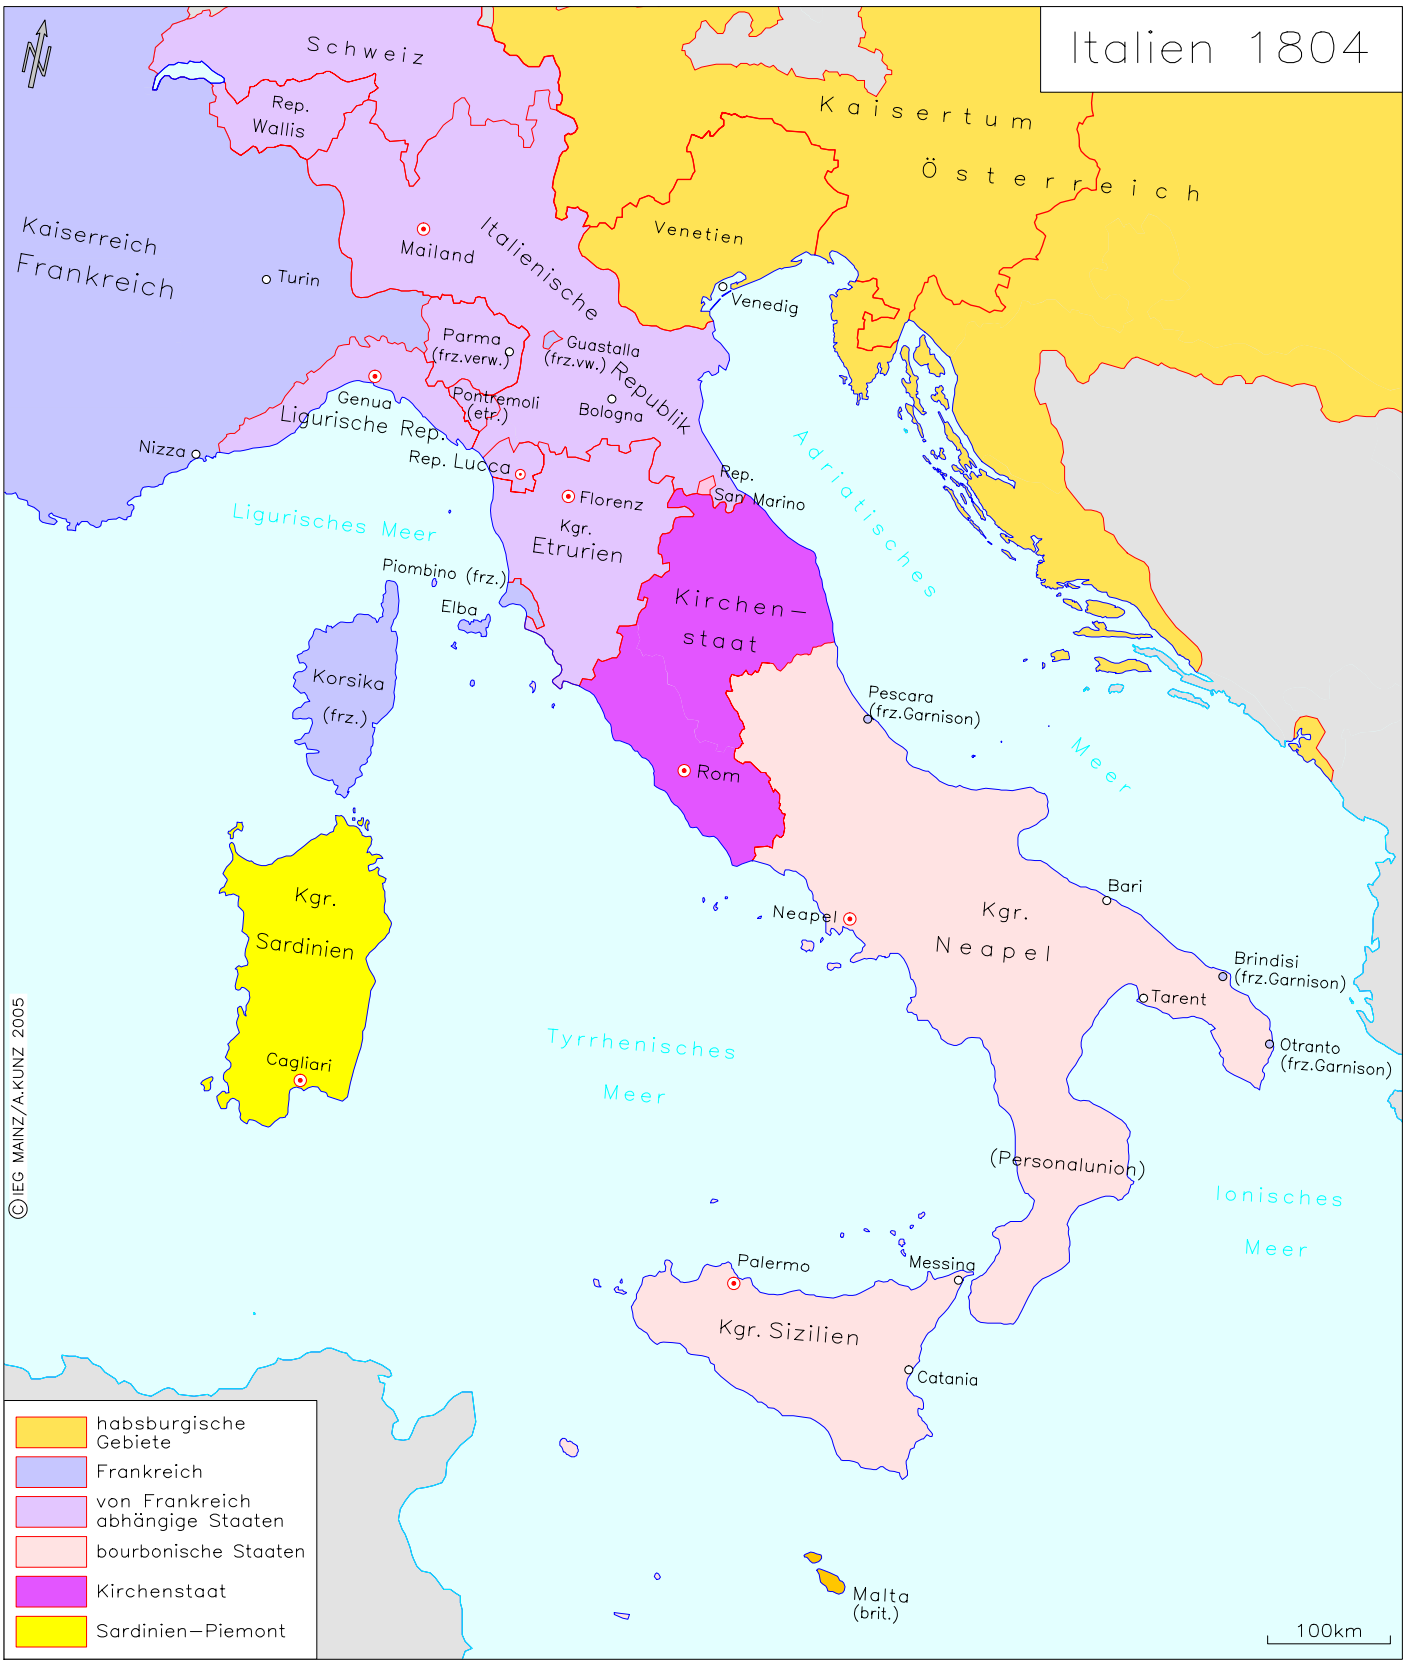 Italien 1804
Schweiz
Rep.
Wallis
Kaisertum
Österreich
Kaiserreich
Frankreich
Turin
Mailand
Italienische
Republik
Venetien
Venedig
Parma
(frz.verw.)
Guastalla
(frz.vw.)
Pontremoli
(etr.)
Bologna
Genua
Ligurische Rep.
Nizza
Rep. Lucca
Florenz
Kgr.
Etrurien
Rep.
San Marino
Ligurisches Meer
Adriatisches
Meer
Piombino (frz.)
Elba
Kirchen-
staat
Korsika
(frz.)
Pescara
(frz.Garnison)
Rom
Kgr.
Sardinien
Cagliari
Neapel
Kgr.
Neapel
Bari
Brindisi
(frz.Garnison)
Tarent
Otranto
(frz.Garnison)
Tyrrhenisches
Meer
(Personalunion)
Ionisches
Meer
Palermo
Messina
Kgr. Sizilien
Catania
Malta
(brit.)
©IEG MAINZ/A.KUNZ 2005
habsburgische
Gebiete
Frankreich
von Frankreich
abhängige Staaten
bourbonische Staaten
Kirchenstaat
Sardinien-Piemont
100km
N